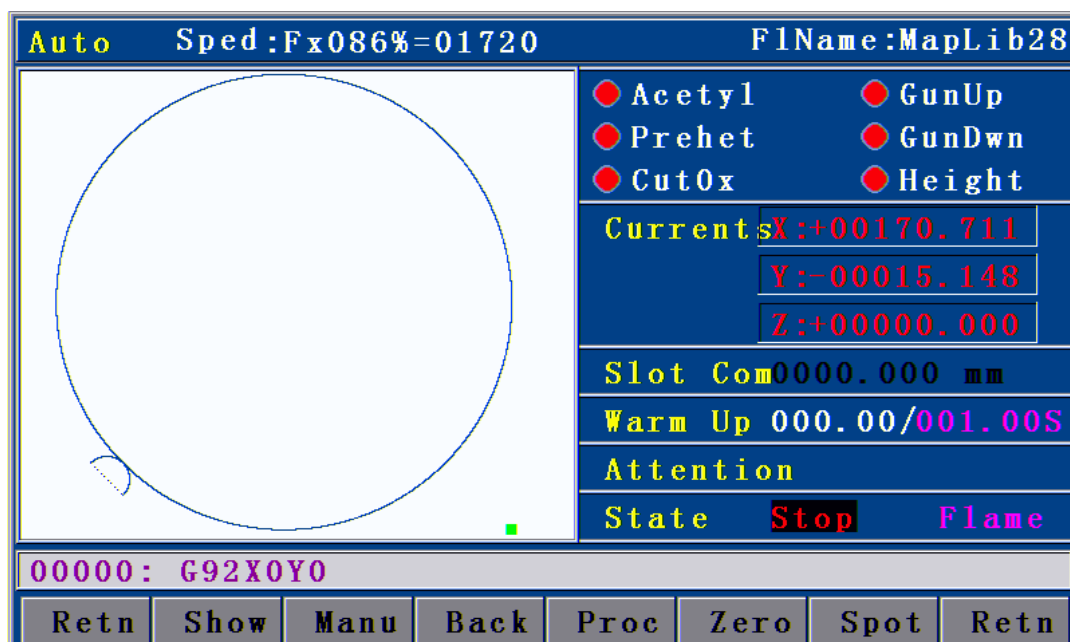 Auto Sped:Fx086%=01720 FlName:MapLib28
Acetyl GunUp
Prehet GunDwn
CutOx Height
Currents X:+00170.711
Y:-00015.148
Z:+00000.000
Slot Com 0000.000 mm
Warm Up 000.00/001.00S
Attention
State Stop Flame
00000: G92X0Y0
Retn Show Manu Back Proc Zero Spot Retn